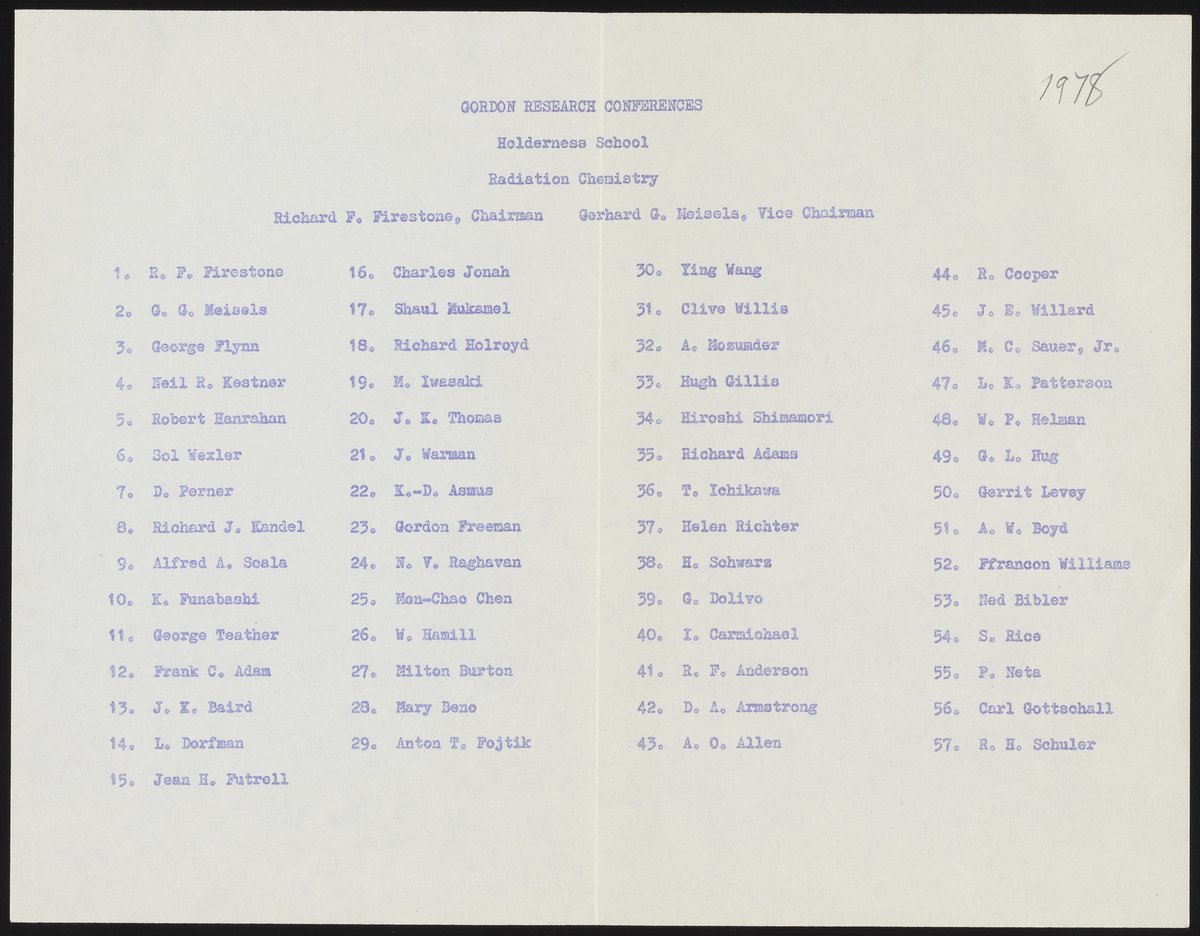 1978
GORDON RESEARCH CONFERENCES
Holderness School
Radiation Chemistry
Richard F. Firestone, Chairman Gerhard G. Meisels, Vice Chairman
1. R. F. Firestone
2. G. G. Meisels
3. George Flynn
4. Neil R. Kestner
5. Robert Hanrahan
6. Sol Wexler
7. D. Perner
8. Richard J. Kandel
9. Alfred A. Scala
10. K. Funabashi
11. George Teather
12. Frank C. Adam
13. J. K. Baird
14. L. Dorfman
15. Jean H. Futrell
16. Charles Jonah
17. Shaul Mukamel
18. Richard Holroyd
19. M. Iwasaki
20. J. K. Thomas
21. J. Warman
22. K.-D. Asmus
23. Gordon Freeman
24. N. V. Raghavan
25. Mon-Chao Chen
26. W. Hamill
27. Milton Burton
28. Mary Beno
29. Anton T. Fojtik
30. Ying Wang
31. Clive Willis
32. A. Mozumder
33. Hugh Gillis
34. Hiroshi Shimamori
35. Richard Adams
36. T. Ichikawa
37. Helen Richter
38. H. Schwarz
39. G. Dolivo
40. I. Carmichael
41. R. F. Anderson
42. D. A. Armstrong
43. A. O. Allen
44. R. Cooper
45. J. E. Willard
46. M. C. Sauer, Jr.
47. L. K. Patterson
48. W. P. Helman
49. G. L. Hug
50. Gerrit Levey
51. A. W. Boyd
52. Ffrancon Williams
53. Ned Bibler
54. S. Rice
55. P. Neta
56. Carl Gottschall
57. R. H. Schuler